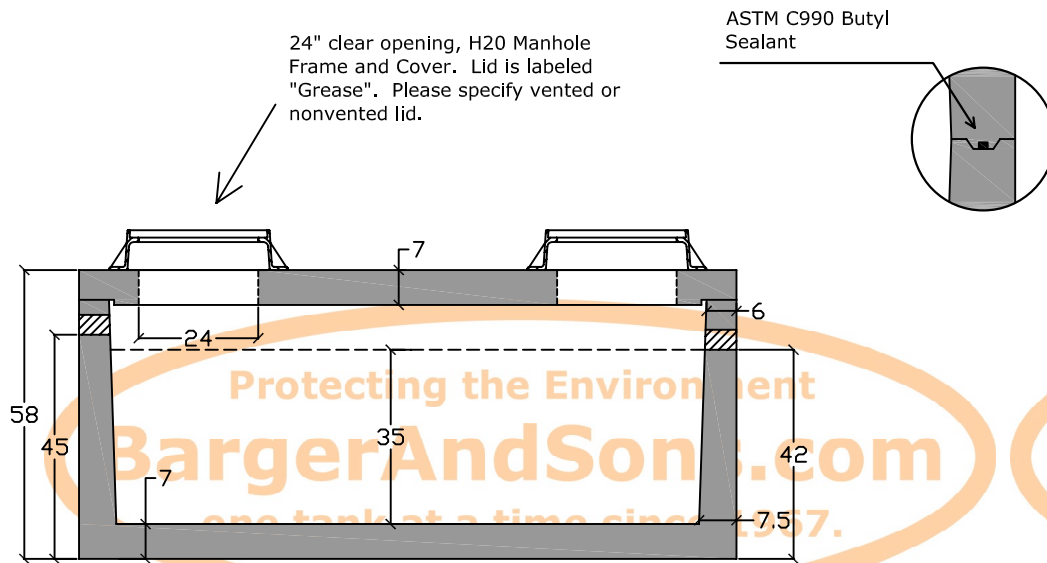 ASTM C990 Butyl
Sealant
24" clear opening, H20 Manhole
Frame and Cover. Lid is labeled
"Grease". Please specify vented or
nonvented lid.
7
6
24
Protecting the Environment
58
35
45
BargerAndSons.com
42
7
7.5
one tank at a time since 1967.